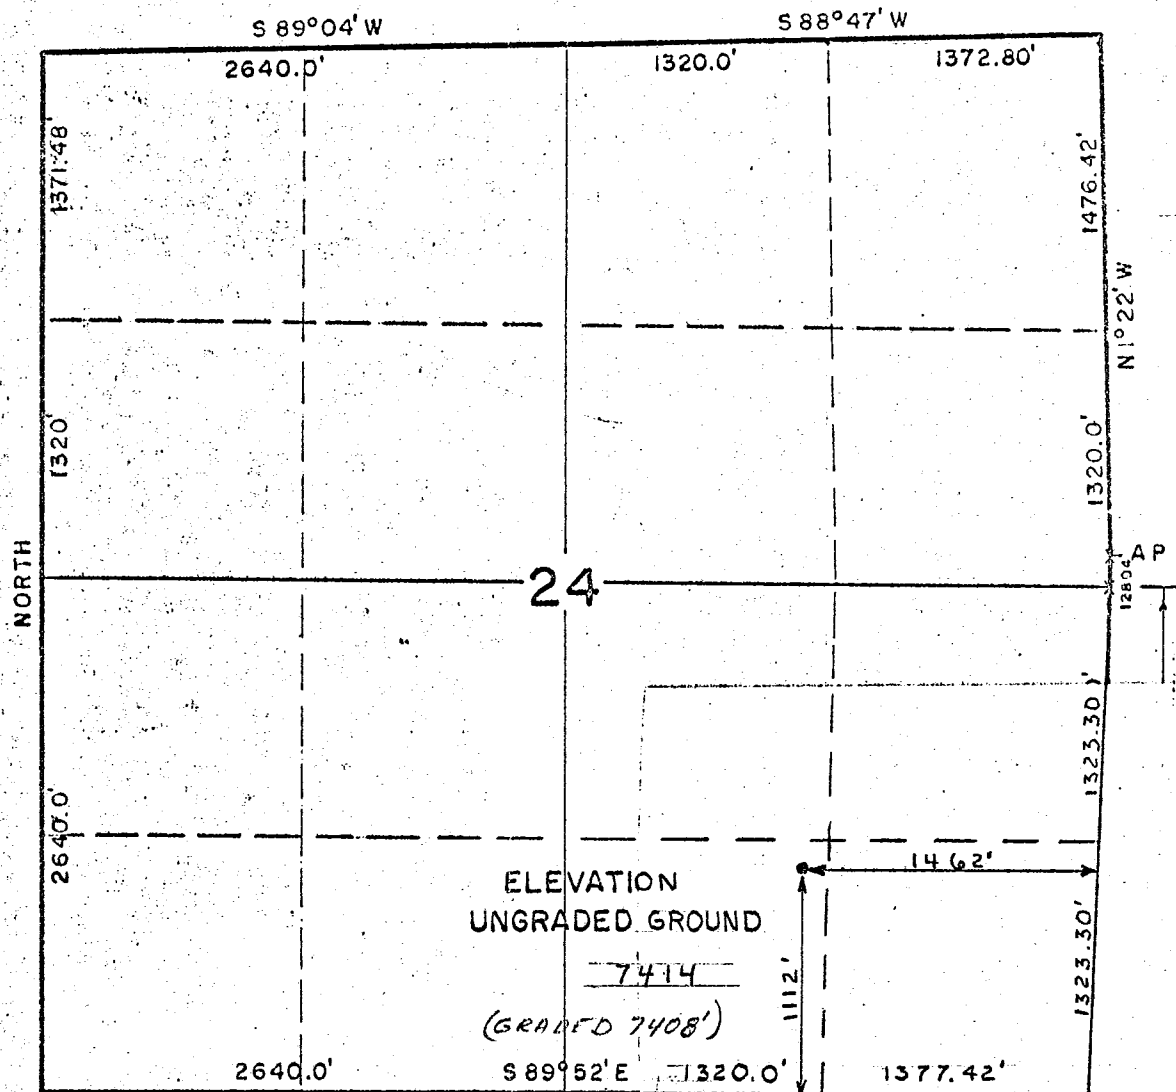 S 89°04' W
S 88°47' W
2640.0'
1320.0'
1372.80'
1371.48'
1476.42'
N 1°22' W
1320'
1320.0'
NORTH
24
A P
1280.4'
1323.30'
2640.0'
1462'
ELEVATION
UNGRADED GROUND
7414
(GRADED 7408')
1112'
1323.30'
2640.0'
S 89°52' E
1320.0'
1377.42'